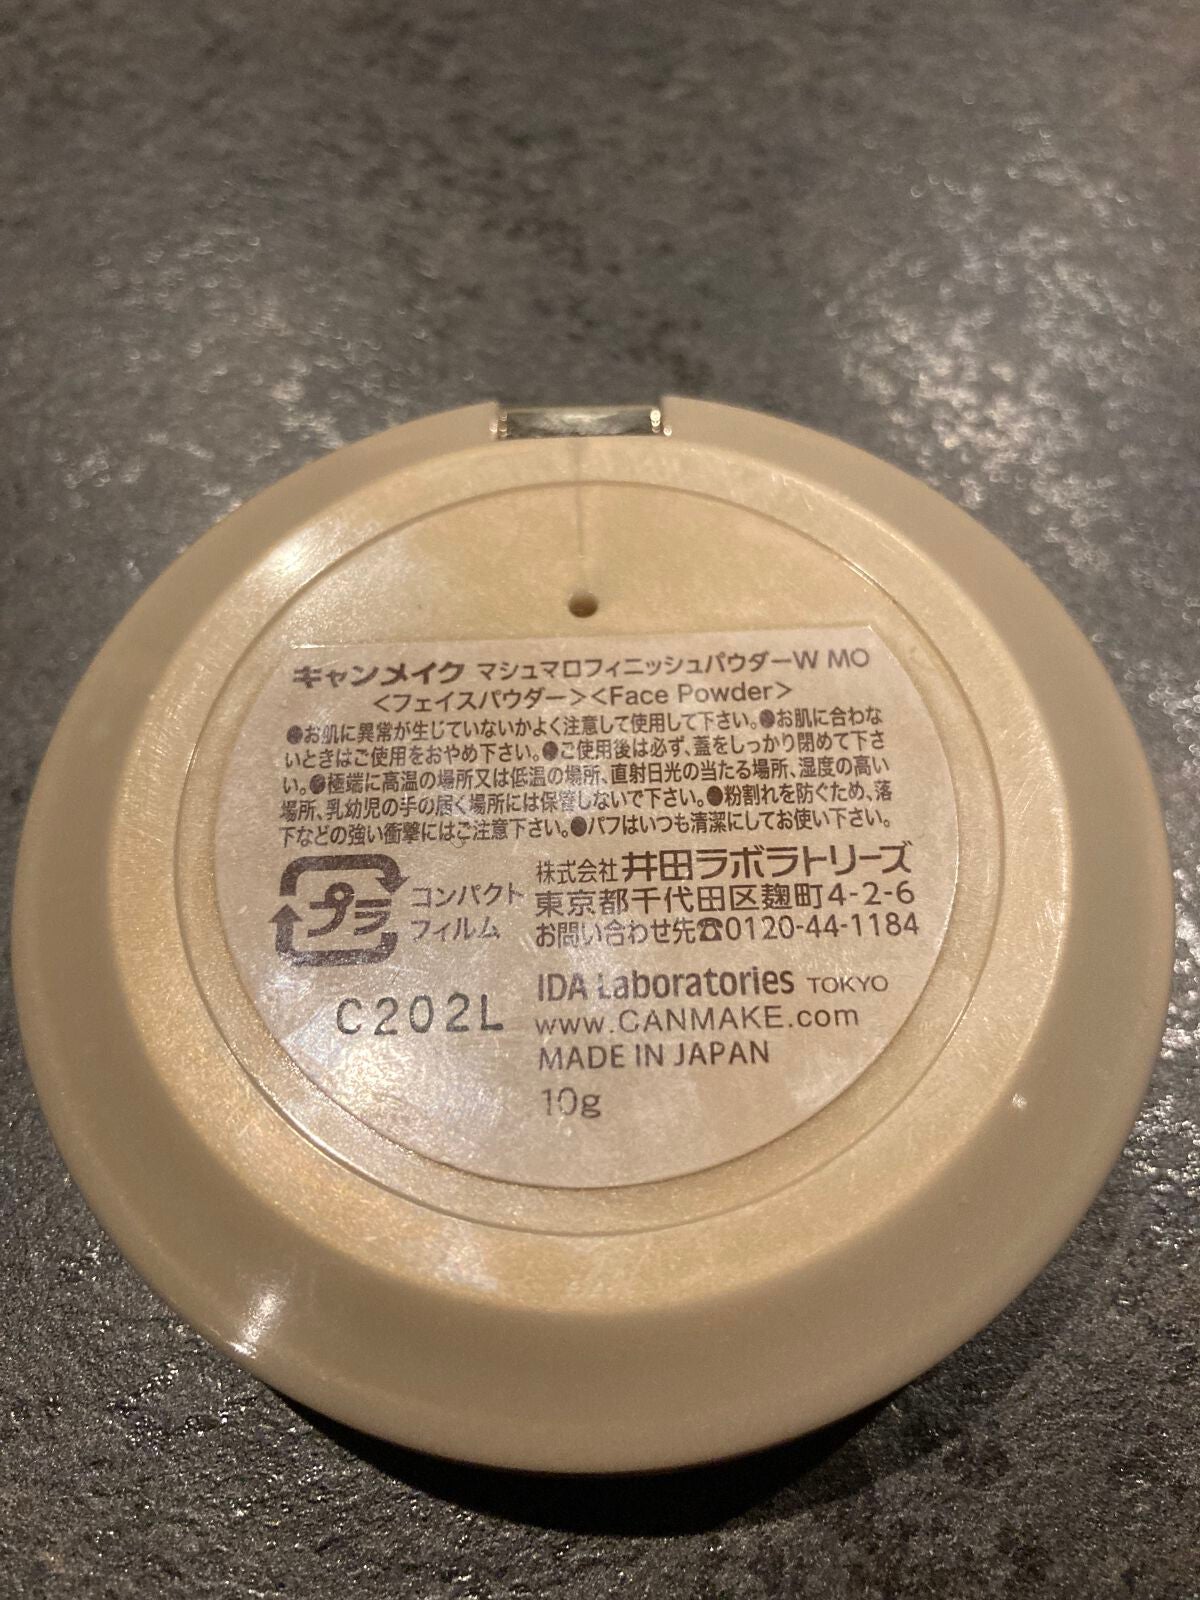 キャンメイク マシュマロフィニッシュパウダーW MO
<フェイスパウダー><Face Powder>
●お肌に異常が生じていないかよく注意して使用して下さい。●お肌に合わな
いときはご使用をおやめ下さい。●ご使用後は必ず、蓋をしっかり閉めて下さ
い。●極端に高温の場所又は低温の場所、直射日光の当たる場所、湿度の高い
場所、乳幼児の手の届く場所には保管しないで下さい。●粉割れを防ぐため、落
下などの強い衝撃にはご注意下さい。●パフはいつも清潔にしてお使い下さい。
プラ
コンパクト
フィルム
株式会社 井田ラボラトリーズ
東京都千代田区麹町4-2-6
お問い合わせ先☎0120-44-1184
C202L
IDA Laboratories TOKYO
www.CANMAKE.com
MADE IN JAPAN
10g